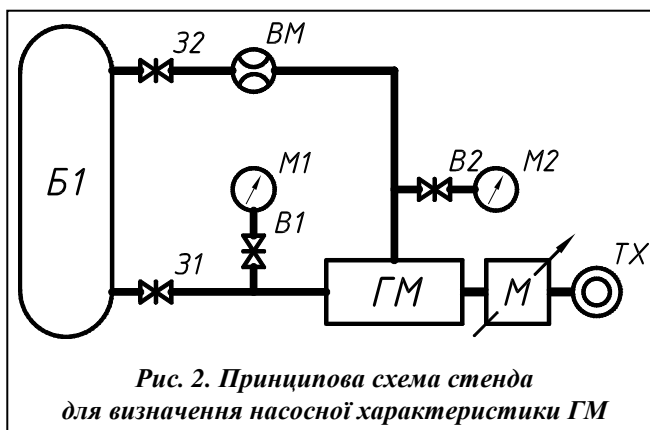 З2
ВМ
Б1
М1
В1
В2
М2
З1
ГМ
М
ТХ
Рис. 2. Принципова схема стенда
для визначення насосної характеристики ГМ